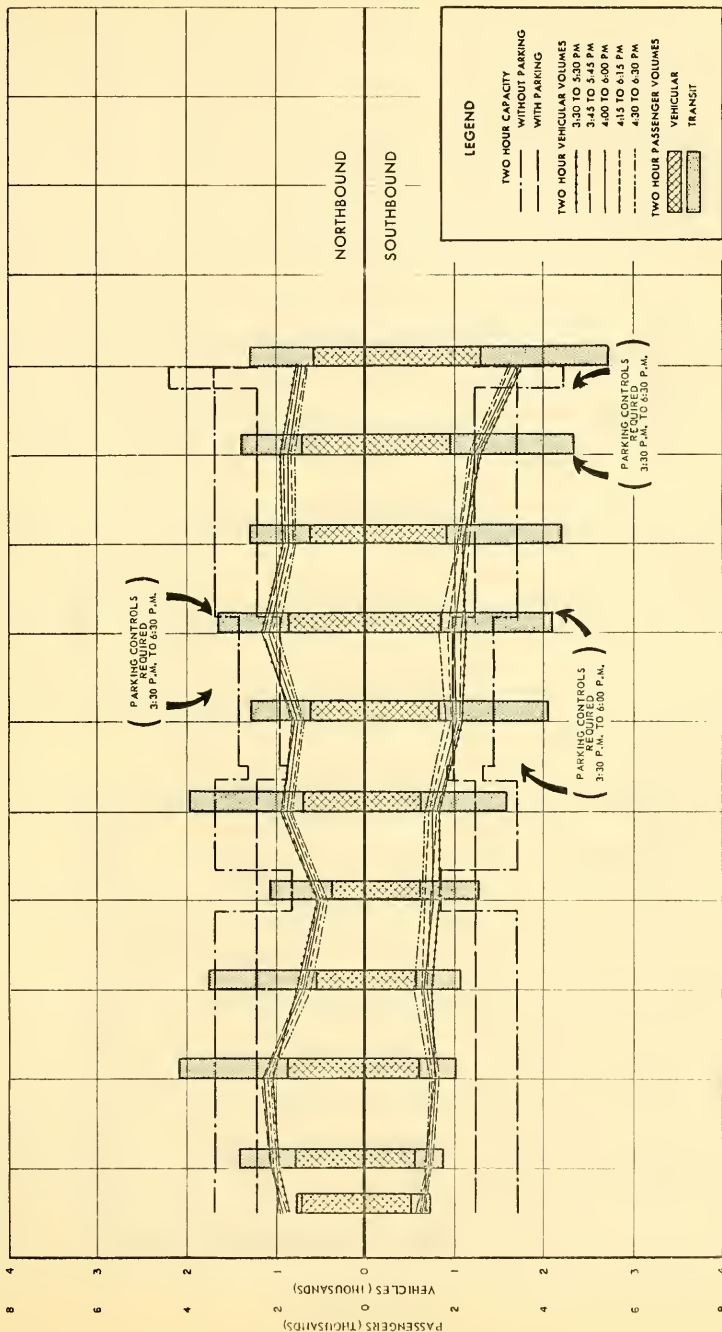 4
3
2
1
0
1
2
3
4
VEHICLES (THOUSANDS)
8
6
4
2
0
2
4
6
8
PASSENGERS (THOUSANDS)
NORTHBOUND
SOUTHBOUND
(PARKING CONTROLS
REQUIRED
3:30 P.M. TO 6:30 P.M.)
(PARKING CONTROLS
REQUIRED
3:30 P.M. TO 6:00 P.M.)
(PARKING CONTROLS
REQUIRED
3:30 P.M. TO 6:30 P.M.)
LEGEND
TWO HOUR CAPACITY
WITHOUT PARKING
WITH PARKING
TWO HOUR VEHICULAR VOLUMES
3:30 TO 5:30 PM
3:45 TO 5:45 PM
4:00 TO 6:00 PM
4:15 TO 6:15 PM
4:30 TO 6:30 PM
TWO HOUR PASSENGER VOLUMES
VEHICULAR
TRANSIT